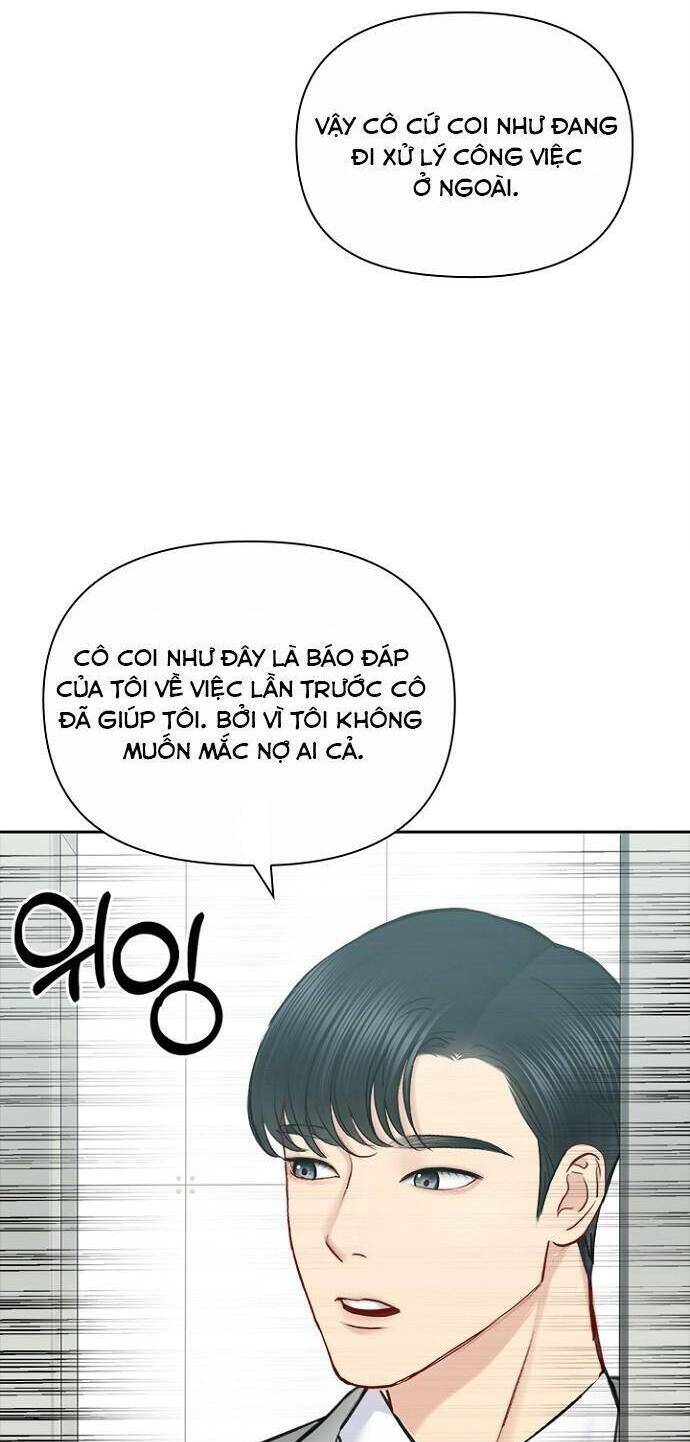 VẬY CÔ CỨ COI NHƯ ĐANG
ĐI XỬ LÝ CÔNG VIỆC
Ở NGOÀI.
CÔ COI NHƯ ĐÂY LÀ BÁO ĐÁP
CỦA TÔI VỀ VIỆC LẦN TRƯỚC CÔ
ĐÃ GIÚP TÔI. BỞI VÌ TÔI KHÔNG
MUỐN MẮC NỢ AI CẢ.
위잉